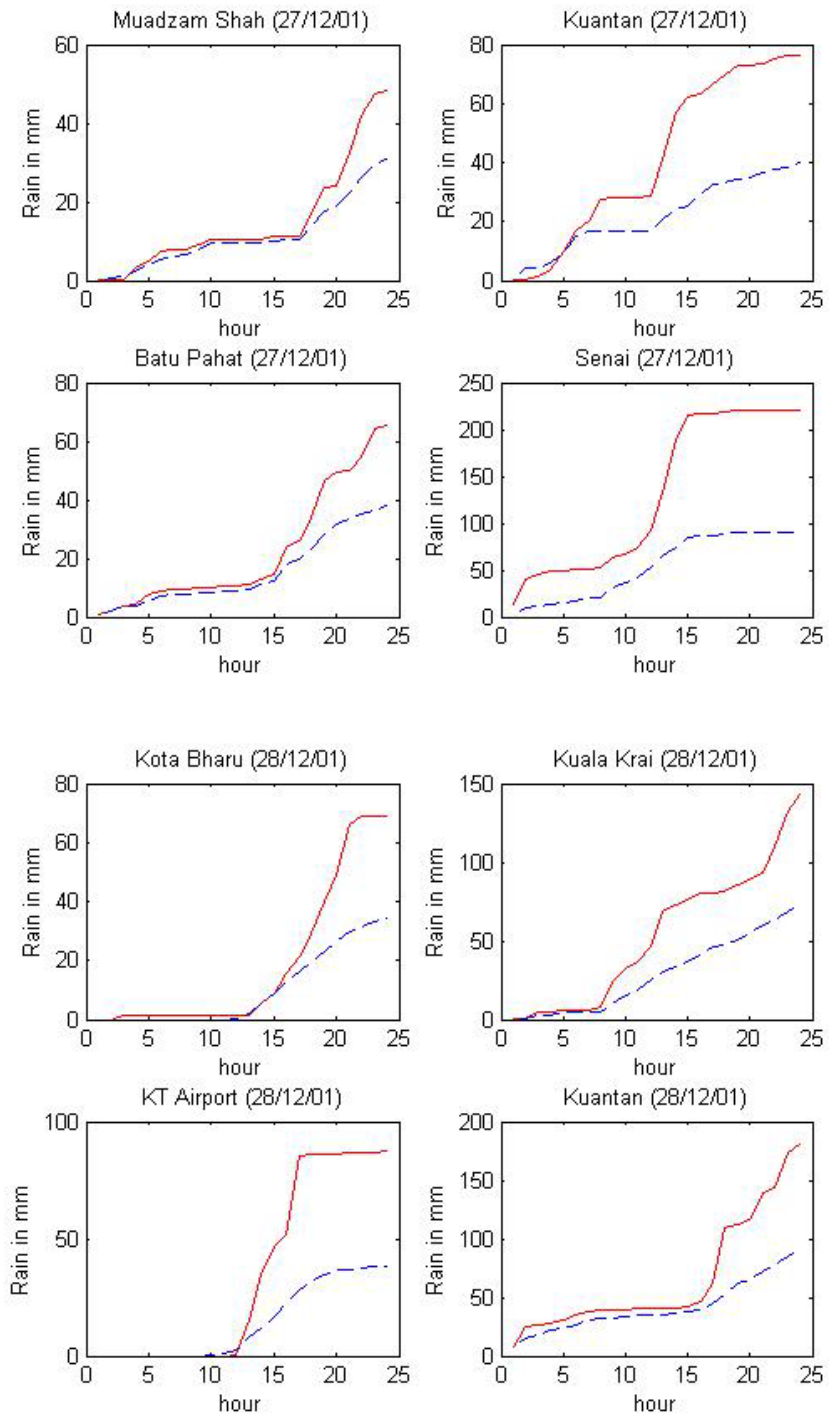 Muadzam Shah (27/12/01)
60
40
20
0
Rain in mm
0 5 10 15 20 25
hour
Kuantan (27/12/01)
80
60
40
20
0
Rain in mm
0 5 10 15 20 25
hour
Batu Pahat (27/12/01)
80
60
40
20
0
Rain in mm
0 5 10 15 20 25
hour
Senai (27/12/01)
250
200
150
100
50
0
Rain in mm
0 5 10 15 20 25
hour
Kota Bharu (28/12/01)
80
60
40
20
0
Rain in mm
0 5 10 15 20 25
hour
Kuala Krai (28/12/01)
150
100
50
0
Rain in mm
0 5 10 15 20 25
hour
KT Airport (28/12/01)
100
50
0
Rain in mm
0 5 10 15 20 25
hour
Kuantan (28/12/01)
200
150
100
50
0
Rain in mm
0 5 10 15 20 25
hour